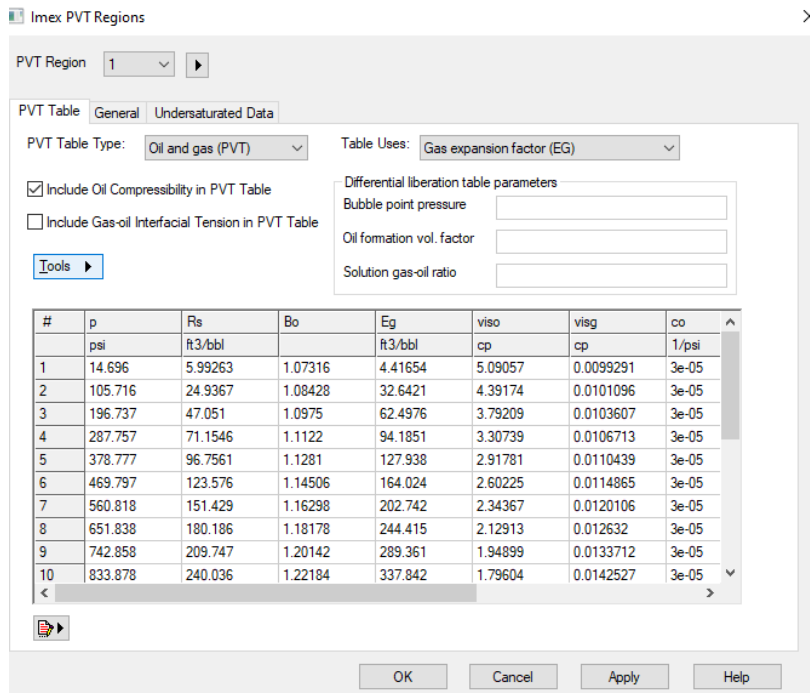 Imex PVT Regions
PVT Region 1
PVT Table General Undersaturated Data
PVT Table Type: Oil and gas (PVT) Table Uses: Gas expansion factor (EG)
Include Oil Compressibility in PVT Table
Include Gas-oil Interfacial Tension in PVT Table
Differential liberation table parameters
Bubble point pressure
Oil formation vol. factor
Solution gas-oil ratio
Tools
# p Rs Bo Eg viso visg co
psi ft3/bbl ft3/bbl cp cp 1/psi
1 14.696 5.99263 1.07316 4.41654 5.09057 0.0099291 3e-05
2 105.716 24.9367 1.08428 32.6421 4.39174 0.0101096 3e-05
3 196.737 47.051 1.0975 62.4976 3.79209 0.0103607 3e-05
4 287.757 71.1546 1.1122 94.1851 3.30739 0.0106713 3e-05
5 378.777 96.7561 1.1281 127.938 2.91781 0.0110439 3e-05
6 469.797 123.576 1.14506 164.024 2.60225 0.0114865 3e-05
7 560.818 151.429 1.16298 202.742 2.34367 0.0120106 3e-05
8 651.838 180.186 1.18178 244.415 2.12913 0.012632 3e-05
9 742.858 209.747 1.20142 289.361 1.94899 0.0133712 3e-05
10 833.878 240.036 1.22184 337.842 1.79604 0.0142527 3e-05
OK Cancel Apply Help